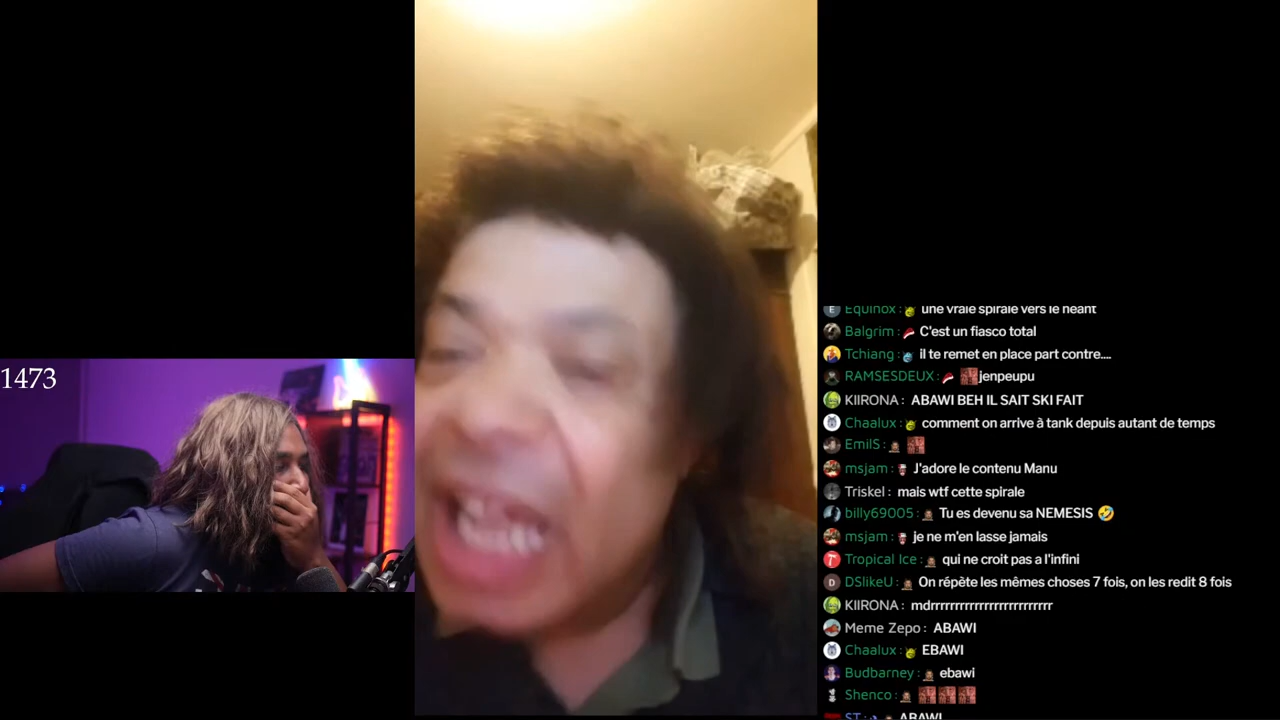 1473
Equinox : une vraie spirale vers le néant
Balgrim : C'est un fiasco total
Tchiang : il te remet en place part contre....
RAMSESDEUX : jenpeupu
KIIRONA : ABAWI BEH IL SAIT SKI FAIT
Chaalux : comment on arrive à tank depuis autant de temps
EmilS :
msjam : J'adore le contenu Manu
Triskel : mais wtf cette spirale
billy69005 : Tu es devenu sa NEMESIS 🤣
msjam : je ne m'en lasse jamais
Tropical Ice : qui ne croit pas a l'infini
DSlikeU : On répète les mêmes choses 7 fois, on les redit 8 fois
KIIRONA : mdrrrrrrrrrrrrrrrrrrrrrrrrr
Meme Zepo : ABAWI
Chaalux : EBAWI
Budbarney : ebawi
Shenco :
ST : ABAWI